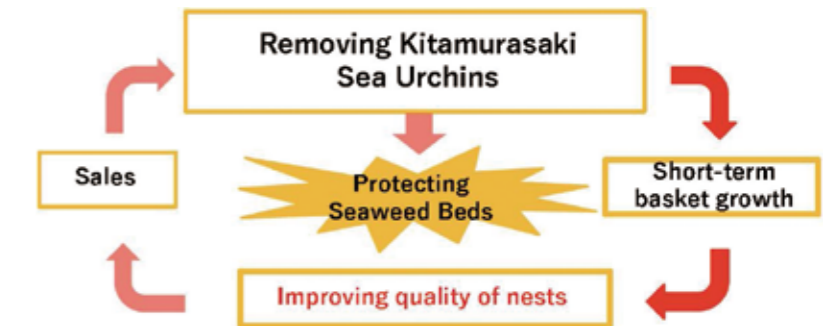 Removing Kitamurasaki
Sea Urchins
Sales
Protecting
Seaweed Beds
Short-term
basket growth
Improving quality of nests